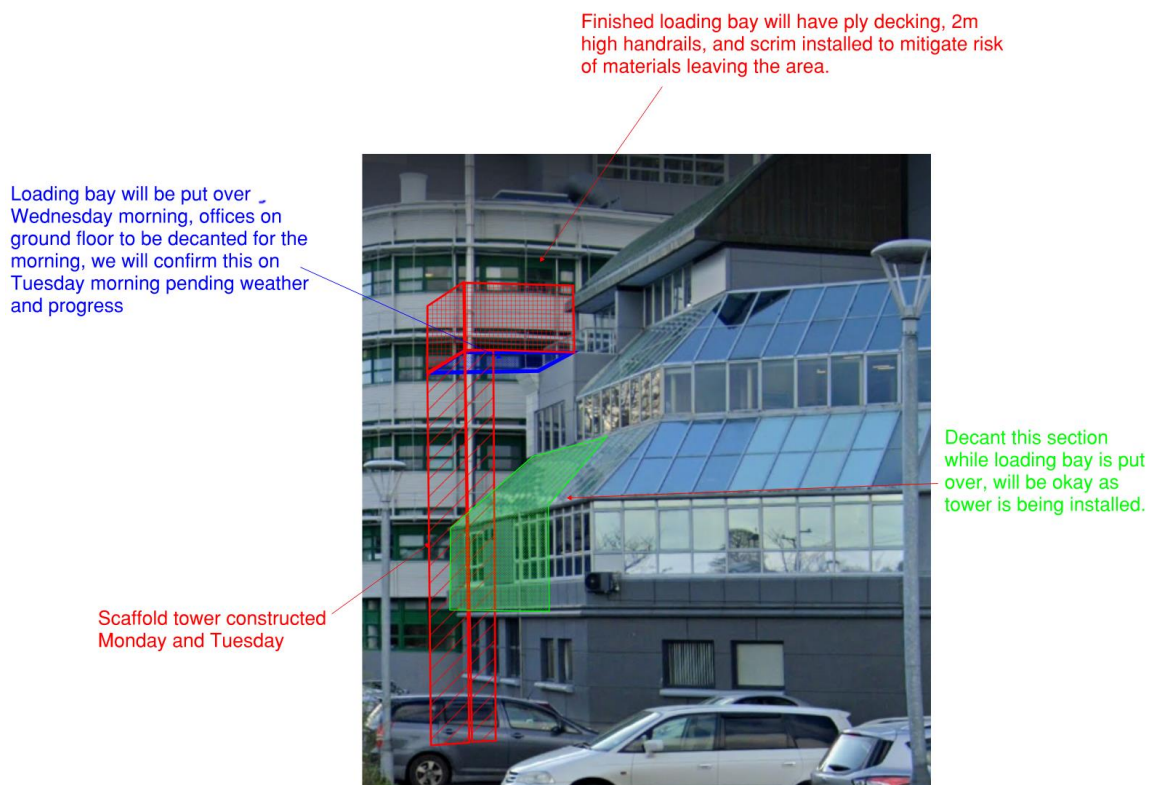 Finished loading bay will have ply decking, 2m
high handrails, and scrim installed to mitigate risk
of materials leaving the area.
Loading bay will be put over
Wednesday morning, offices on
ground floor to be decanted for the
morning, we will confirm this on
Tuesday morning pending weather
and progress
Decant this section
while loading bay is put
over, will be okay as
tower is being installed.
Scaffold tower constructed
Monday and Tuesday